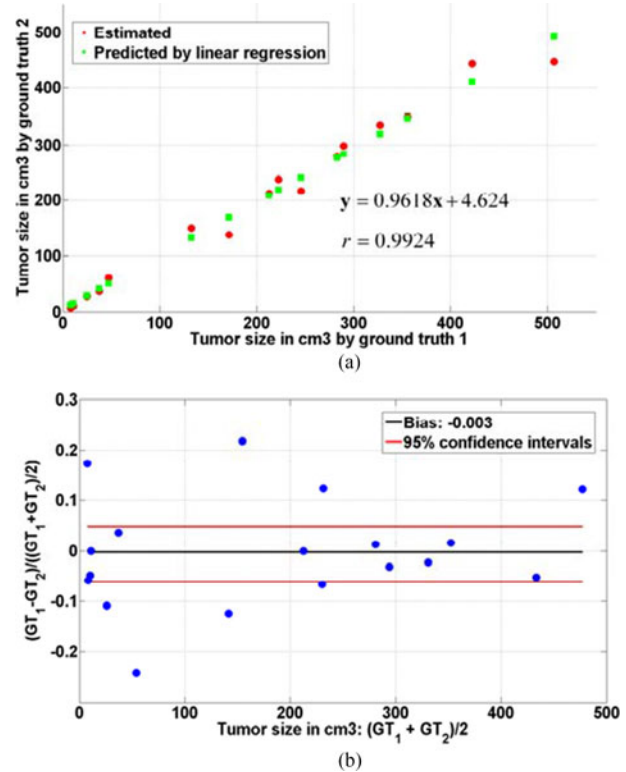 500
400
300
200
100
0
Tumor size in cm3 by ground truth 2
Estimated
Predicted by linear regression
y = 0.9618x + 4.624
r = 0.9924
0 100 200 300 400 500
Tumor size in cm3 by ground truth 1
(a)
0.3
0.2
0.1
0
-0.1
-0.2
(GT1-GT2)/((GT1+GT2)/2)
Bias: -0.003
95% confidence intervals
0 100 200 300 400 500
Tumor size in cm3: (GT1 + GT2)/2
(b)